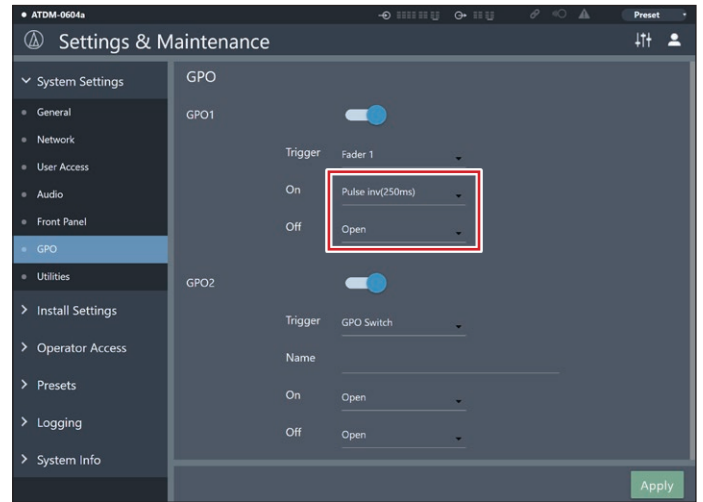 ATDM-0604a
Preset
Settings & Maintenance
System Settings
General
Network
User Access
Audio
Front Panel
GPO
Utilities
Install Settings
Operator Access
Presets
Logging
System Info
GPO
GPO1
Trigger Fader 1
On Pulse inv(250ms)
Off Open
GPO2
Trigger GPO Switch
Name
On Open
Off Open
Apply